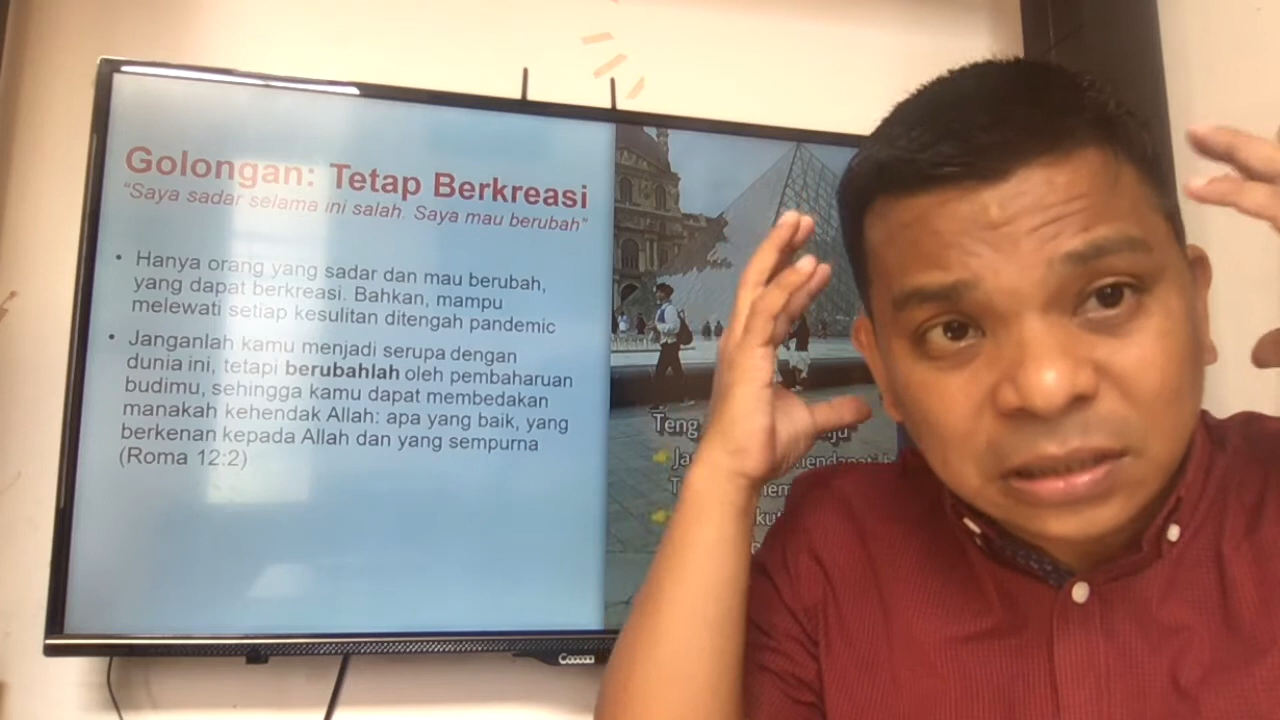 Golongan: Tetap Berkreasi
"Saya sadar selama ini salah. Saya mau berubah"
• Hanya orang yang sadar dan mau berubah,
yang dapat berkreasi. Bahkan, mampu
melewati setiap kesulitan ditengah pandemic
• Janganlah kamu menjadi serupa dengan
dunia ini, tetapi berubahlah oleh pembaharuan
budimu, sehingga kamu dapat membedakan
manakah kehendak Allah: apa yang baik, yang
berkenan kepada Allah dan yang sempurna
(Roma 12:2)
Coocaa